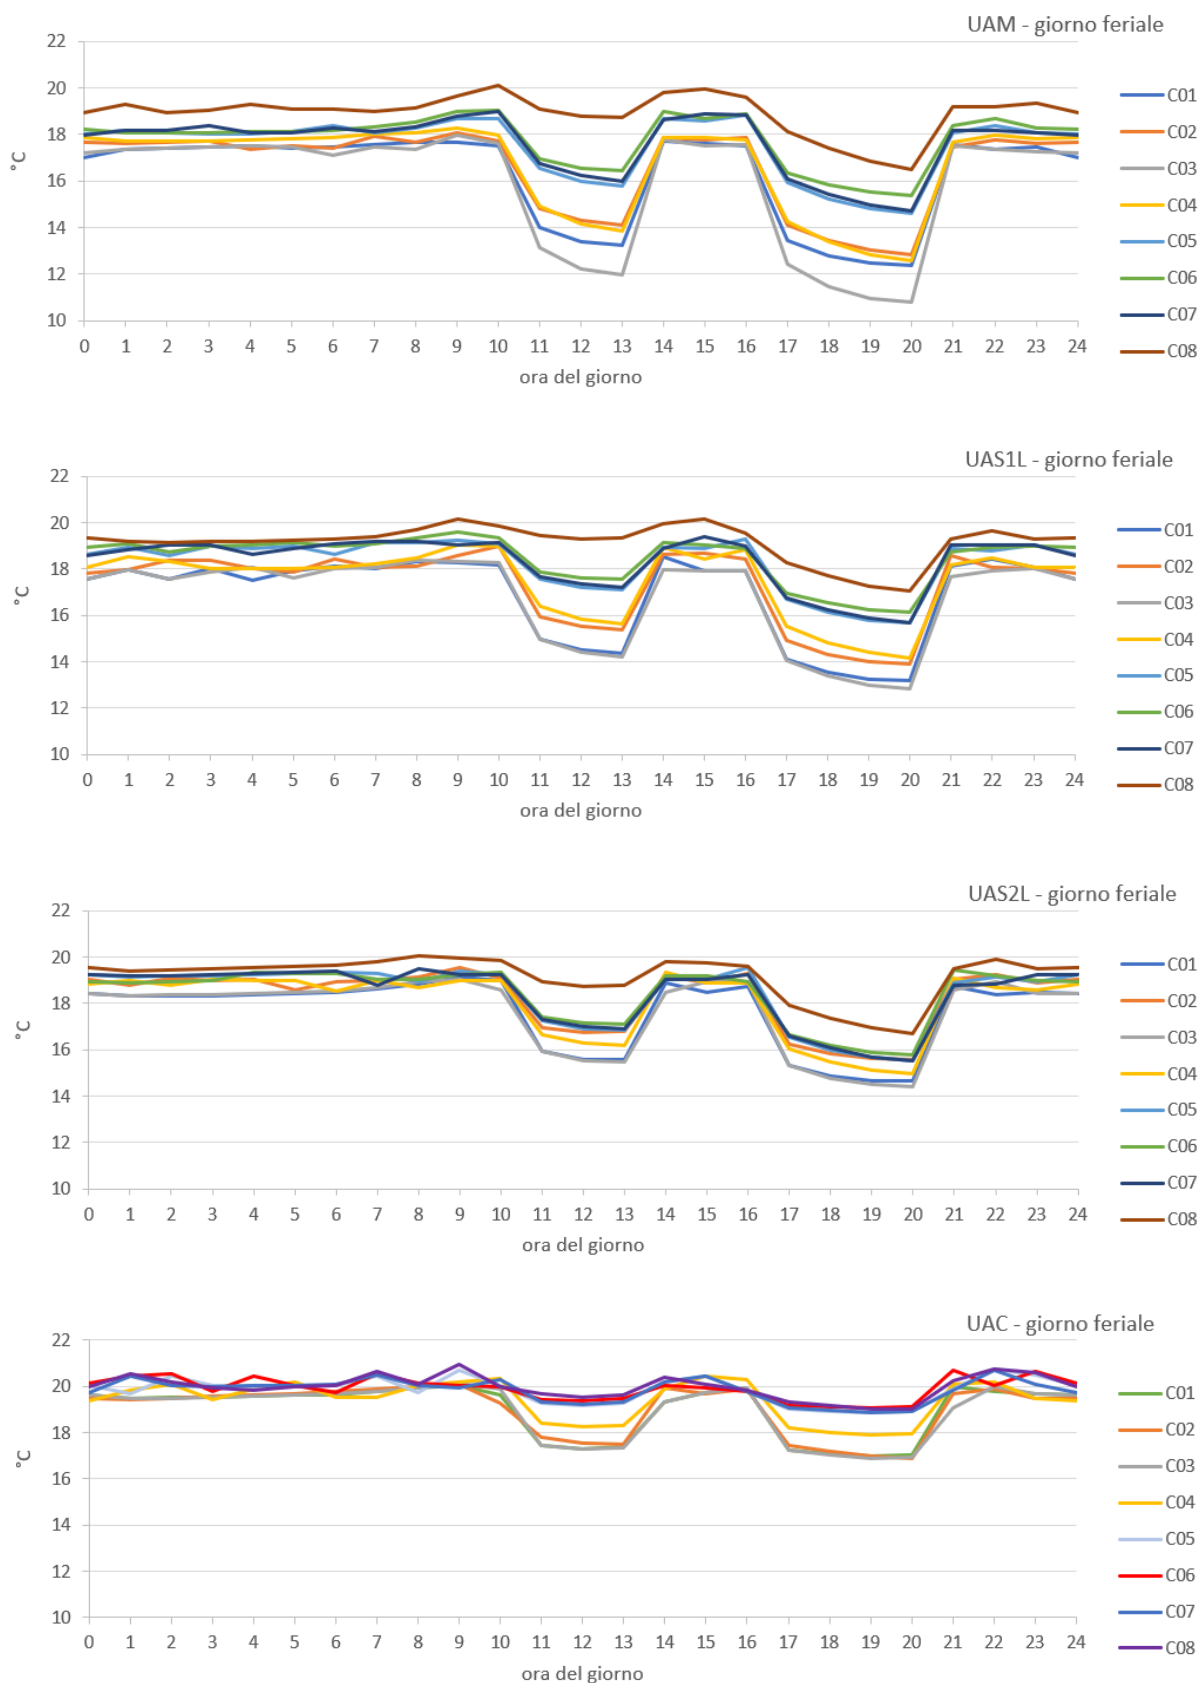 UAM - giorno feriale
22
20
18
16
14
12
10
°C
0 1 2 3 4 5 6 7 8 9 10 11 12 13 14 15 16 17 18 19 20 21 22 23 24
ora del giorno
C01
C02
C03
C04
C05
C06
C07
C08
UAS1L - giorno feriale
22
20
18
16
14
12
10
°C
0 1 2 3 4 5 6 7 8 9 10 11 12 13 14 15 16 17 18 19 20 21 22 23 24
ora del giorno
C01
C02
C03
C04
C05
C06
C07
C08
UAS2L - giorno feriale
22
20
18
16
14
12
10
°C
0 1 2 3 4 5 6 7 8 9 10 11 12 13 14 15 16 17 18 19 20 21 22 23 24
ora del giorno
C01
C02
C03
C04
C05
C06
C07
C08
UAC - giorno feriale
22
20
18
16
14
12
10
°C
0 1 2 3 4 5 6 7 8 9 10 11 12 13 14 15 16 17 18 19 20 21 22 23 24
ora del giorno
C01
C02
C03
C04
C05
C06
C07
C08